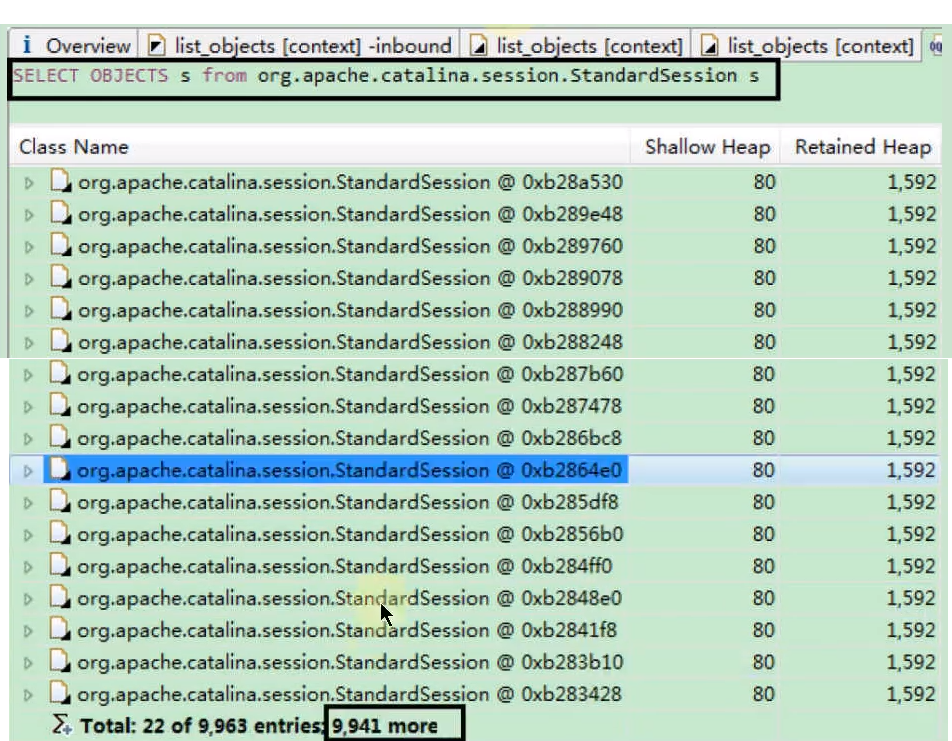 i Overview list_objects [context] -inbound list_objects [context] list_objects [context]
SELECT OBJECTS s from org.apache.catalina.session.StandardSession s
Class Name Shallow Heap Retained Heap
org.apache.catalina.session.StandardSession @ 0xb28a530 80 1,592
org.apache.catalina.session.StandardSession @ 0xb289e48 80 1,592
org.apache.catalina.session.StandardSession @ 0xb289760 80 1,592
org.apache.catalina.session.StandardSession @ 0xb289078 80 1,592
org.apache.catalina.session.StandardSession @ 0xb288990 80 1,592
org.apache.catalina.session.StandardSession @ 0xb288248 80 1,592
org.apache.catalina.session.StandardSession @ 0xb287b60 80 1,592
org.apache.catalina.session.StandardSession @ 0xb287478 80 1,592
org.apache.catalina.session.StandardSession @ 0xb286bc8 80 1,592
org.apache.catalina.session.StandardSession @ 0xb2864e0 80 1,592
org.apache.catalina.session.StandardSession @ 0xb285df8 80 1,592
org.apache.catalina.session.StandardSession @ 0xb2856b0 80 1,592
org.apache.catalina.session.StandardSession @ 0xb284ff0 80 1,592
org.apache.catalina.session.StandardSession @ 0xb2848e0 80 1,592
org.apache.catalina.session.StandardSession @ 0xb2841f8 80 1,592
org.apache.catalina.session.StandardSession @ 0xb283b10 80 1,592
org.apache.catalina.session.StandardSession @ 0xb283428 80 1,592
Total: 22 of 9,963 entries; 9,941 more